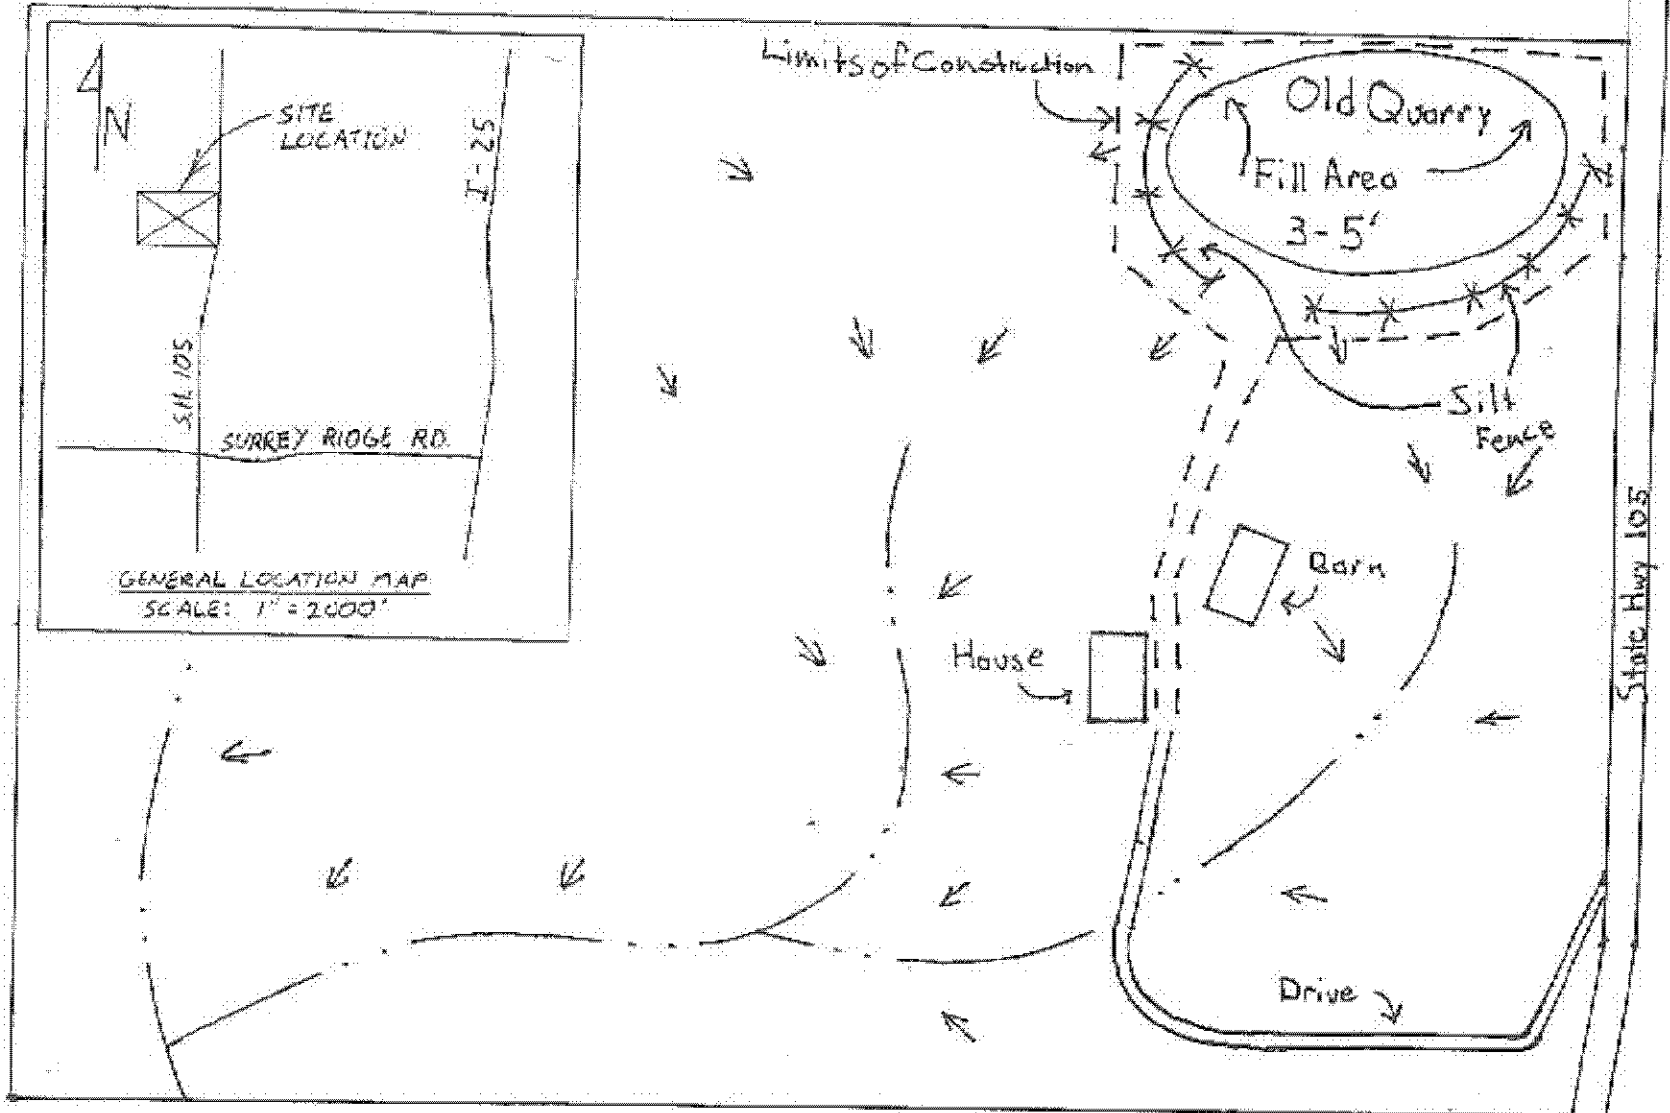 N
SITE
LOCATION
I-25
S.H. 105
SURREY RIDGE RD.
GENERAL LOCATION MAP
SCALE: 1" = 2000'
Limits of Construction
Old Quarry
Fill Area
3-5'
Silt
Fence
Barn
House
State Hwy 105
Drive